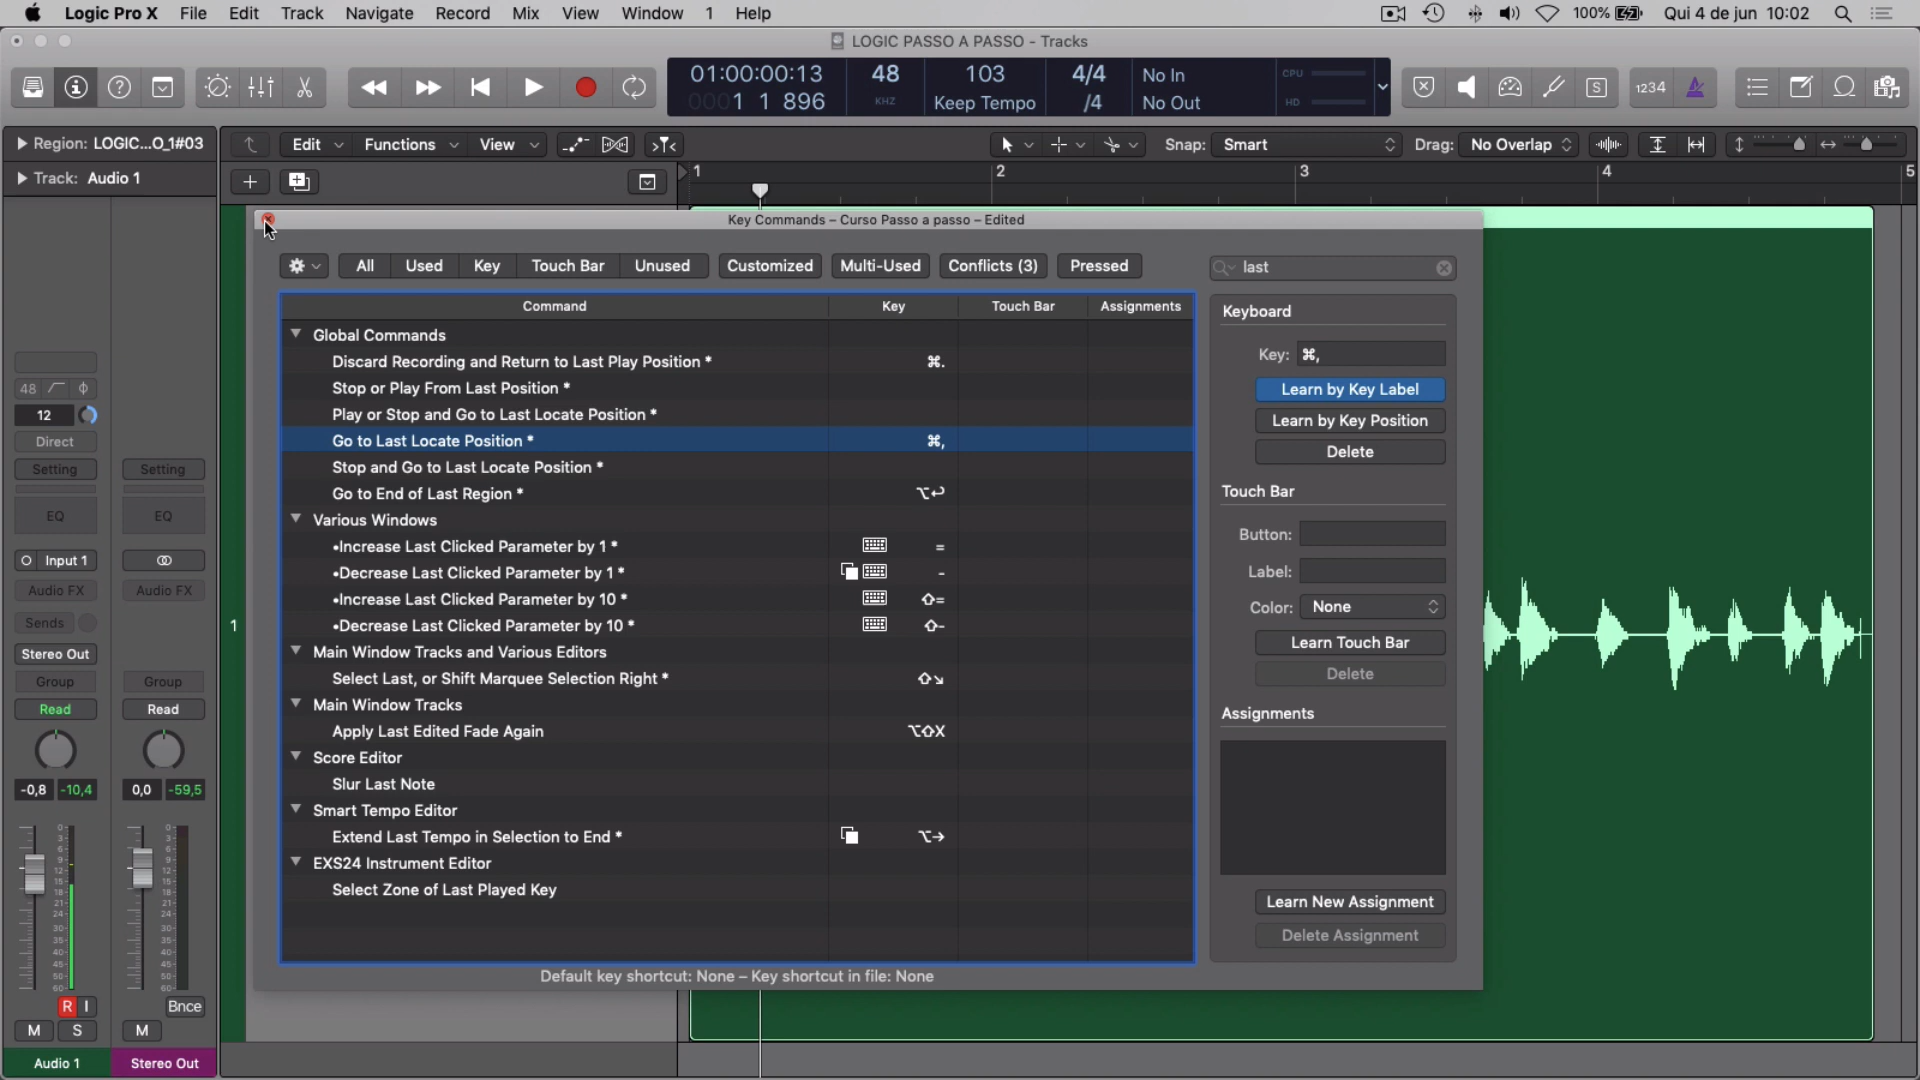 Logic Pro X File Edit Track Navigate Record Mix View Window 1 Help 100% Qui 4 de jun 10:02
LOGIC PASSO A PASSO - Tracks
01:00:00:13 48 103 4/4 No In CPU
0001 1 896 KHZ Keep Tempo /4 No Out HD
S 1234
Region: LOGIC...O_1#03 Edit Functions View Snap: Smart Drag: No Overlap
Track: Audio 1
1 2 3 4 5
Key Commands – Curso Passo a passo – Edited
All Used Key Touch Bar Unused Customized Multi-Used Conflicts (3) Pressed last
Command Key Touch Bar Assignments
Global Commands
Discard Recording and Return to Last Play Position * ⌘.
Stop or Play From Last Position *
Play or Stop and Go to Last Locate Position *
Go to Last Locate Position * ⌘,
Stop and Go to Last Locate Position *
Go to End of Last Region * ⌥↩
Various Windows
•Increase Last Clicked Parameter by 1 * =
•Decrease Last Clicked Parameter by 1 * -
•Increase Last Clicked Parameter by 10 * ⇧=
•Decrease Last Clicked Parameter by 10 * ⇧-
Main Window Tracks and Various Editors
Select Last, or Shift Marquee Selection Right * ⇧↘
Main Window Tracks
Apply Last Edited Fade Again ⌥⇧X
Score Editor
Slur Last Note
Smart Tempo Editor
Extend Last Tempo in Selection to End * ⌥→
EXS24 Instrument Editor
Select Zone of Last Played Key
Default key shortcut: None – Key shortcut in file: None
Keyboard
Key: ⌘,
Learn by Key Label
Learn by Key Position
Delete
Touch Bar
Button:
Label:
Color: None
Learn Touch Bar
Delete
Assignments
Learn New Assignment
Delete Assignment
48
12
Direct
Setting Setting
EQ EQ
Input 1
Audio FX Audio FX
Sends
Stereo Out
Group Group
Read Read
-0,8 -10,4 0,0 -59,5
R I Bnce
M S M
Audio 1 Stereo Out
1